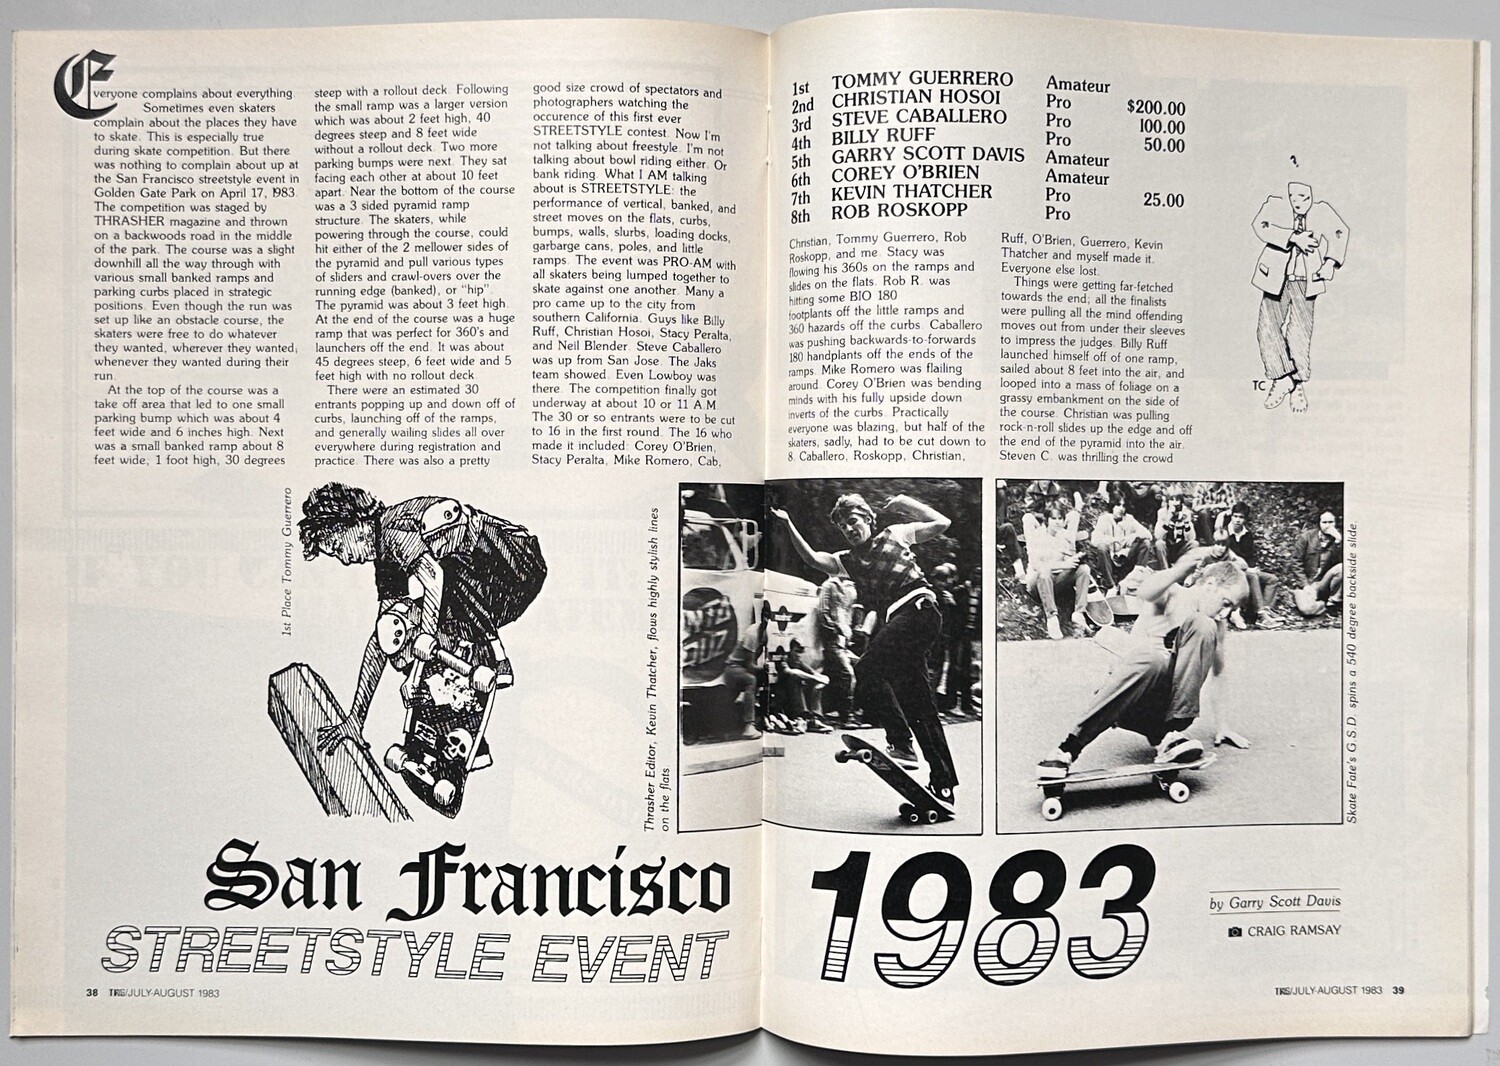 Everyone complains about everything.
Sometimes even skaters
complain about the places they have
to skate. This is especially true
during skate competition. But there
was nothing to complain about up at
the San Francisco streetstyle event in
Golden Gate Park on April 17, 1983.
The competition was staged by
THRASHER magazine and thrown
on a backwoods road in the middle
of the park. The course was a slight
downhill all the way through with
various small banked ramps and
parking curbs placed in strategic
positions. Even though the run was
set up like an obstacle course, the
skaters were free to do whatever
they wanted, wherever they wanted,
whenever they wanted during their
run.
At the top of the course was a
take off area that led to one small
parking bump which was about 4
feet wide and 6 inches high. Next
was a small banked ramp about 8
feet wide, 1 foot high, 30 degrees
steep with a rollout deck. Following
the small ramp was a larger version
which was about 2 feet high, 40
degrees steep and 8 feet wide
without a rollout deck. Two more
parking bumps were next. They sat
facing each other at about 10 feet
apart. Near the bottom of the course
was a 3 sided pyramid ramp
structure. The skaters, while
powering through the course, could
hit either of the 2 mellower sides of
the pyramid and pull various types
of sliders and crawl-overs over the
running edge (banked), or "hip".
The pyramid was about 3 feet high.
At the end of the course was a huge
ramp that was perfect for 360's and
launchers off the end. It was about
45 degrees steep, 6 feet wide and 5
feet high with no rollout deck.
There were an estimated 30
entrants popping up and down off of
curbs, launching off of the ramps,
and generally wailing slides all over
everywhere during registration and
practice. There was also a pretty
good size crowd of spectators and
photographers watching the
occurence of this first ever
STREETSTYLE contest. Now I'm
not talking about freestyle. I'm not
talking about bowl riding either. Or
bank riding. What I AM talking
about is STREETSTYLE: the
performance of vertical, banked, and
street moves on the flats, curbs,
bumps, walls, slurbs, loading docks,
garbarge cans, poles, and little
ramps. The event was PRO-AM with
all skaters being lumped together to
skate against one another. Many a
pro came up to the city from
southern California. Guys like Billy
Ruff, Christian Hosoi, Stacy Peralta,
and Neil Blender. Steve Caballero
was up from San Jose. The Jaks
team showed. Even Lowboy was
there. The competition finally got
underway at about 10 or 11 A.M.
The 30 or so entrants were to be cut
to 16 in the first round. The 16 who
made it included: Corey O'Brien,
Stacy Peralta, Mike Romero, Cab,
1st TOMMY GUERRERO Amateur
2nd CHRISTIAN HOSOI Pro $200.00
3rd STEVE CABALLERO Pro 100.00
4th BILLY RUFF Pro 50.00
5th GARRY SCOTT DAVIS Amateur
6th COREY O'BRIEN Amateur
7th KEVIN THATCHER Pro 25.00
8th ROB ROSKOPP Pro
Christian, Tommy Guerrero, Rob
Roskopp, and me. Stacy was
flowing his 360s on the ramps and
slides on the flats. Rob R. was
hitting some BIO 180
footplants off the little ramps and
360 hazards off the curbs. Caballero
was pushing backwards-to-forwards
180 handplants off the ends of the
ramps. Mike Romero was flailing
around. Corey O'Brien was bending
minds with his fully upside down
inverts of the curbs. Practically
everyone was blazing, but half of the
skaters, sadly, had to be cut down to
8. Caballero, Roskopp, Christian,
Ruff, O'Brien, Guerrero, Kevin
Thatcher and myself made it.
Everyone else lost.
Things were getting far-fetched
towards the end; all the finalists
were pulling all the mind offending
moves out from under their sleeves
to impress the judges. Billy Ruff
launched himself off of one ramp,
sailed about 8 feet into the air, and
looped into a mass of foliage on a
grassy embankment on the side of
the course. Christian was pulling
rock-n-roll slides up the edge and off
the end of the pyramid into the air.
Steven C. was thrilling the crowd
?
TC
1st Place Tommy Guerrero
Thrasher Editor, Kevin Thatcher, flows highly stylish lines
on the flats
Skate Fate's G.S.D. spins a 540 degree backside slide.
San Francisco
STREETSTYLE EVENT
1983
by Garry Scott Davis
CRAIG RAMSAY
38 TRS/JULY-AUGUST 1983
TRS/JULY-AUGUST 1983 39